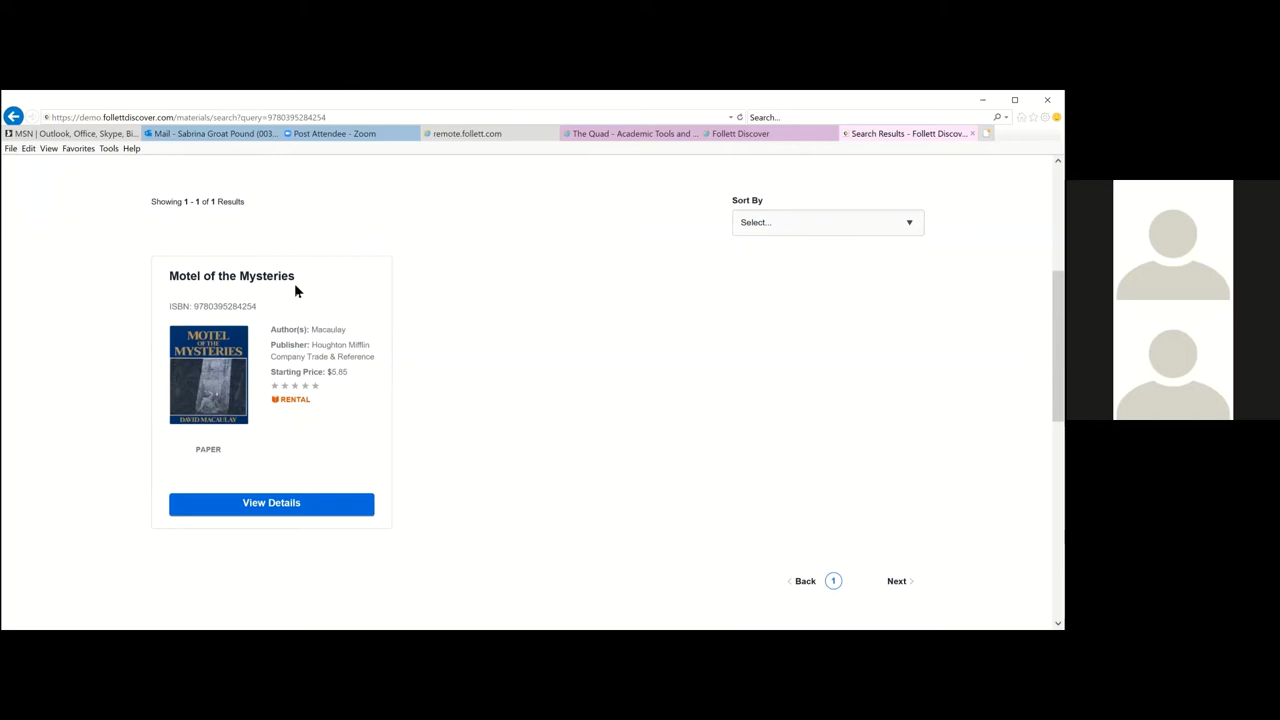 https://demo.follettdiscover.com/materials/search?query=9780395284254
Search...
MSN | Outlook, Office, Skype, Bi...
Mail - Sabrina Groat Pound (003...
Post Attendee - Zoom
remote.follett.com
The Quad - Academic Tools and ...
Follett Discover
Search Results - Follett Discov...
File Edit View Favorites Tools Help
Showing 1 - 1 of 1 Results
Sort By
Select...
Motel of the Mysteries
ISBN: 9780395284254
MOTEL
OF THE
MYSTERIES
DAVID MACAULAY
Author(s): Macaulay
Publisher: Houghton Mifflin
Company Trade & Reference
Starting Price: $5.85
RENTAL
PAPER
View Details
Back 1 Next